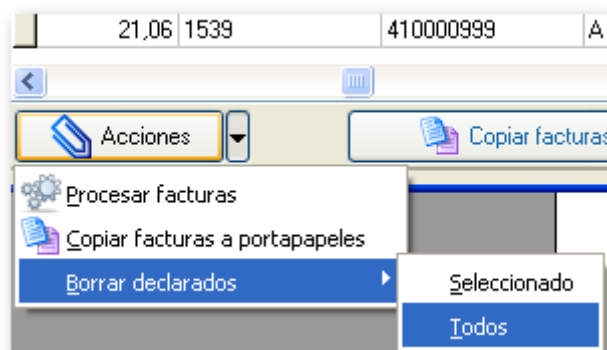 21,06 1539 410000999 A
Acciones Copiar facturas
Procesar facturas
Copiar facturas a portapapeles
Borrar declarados Seleccionado
Todos